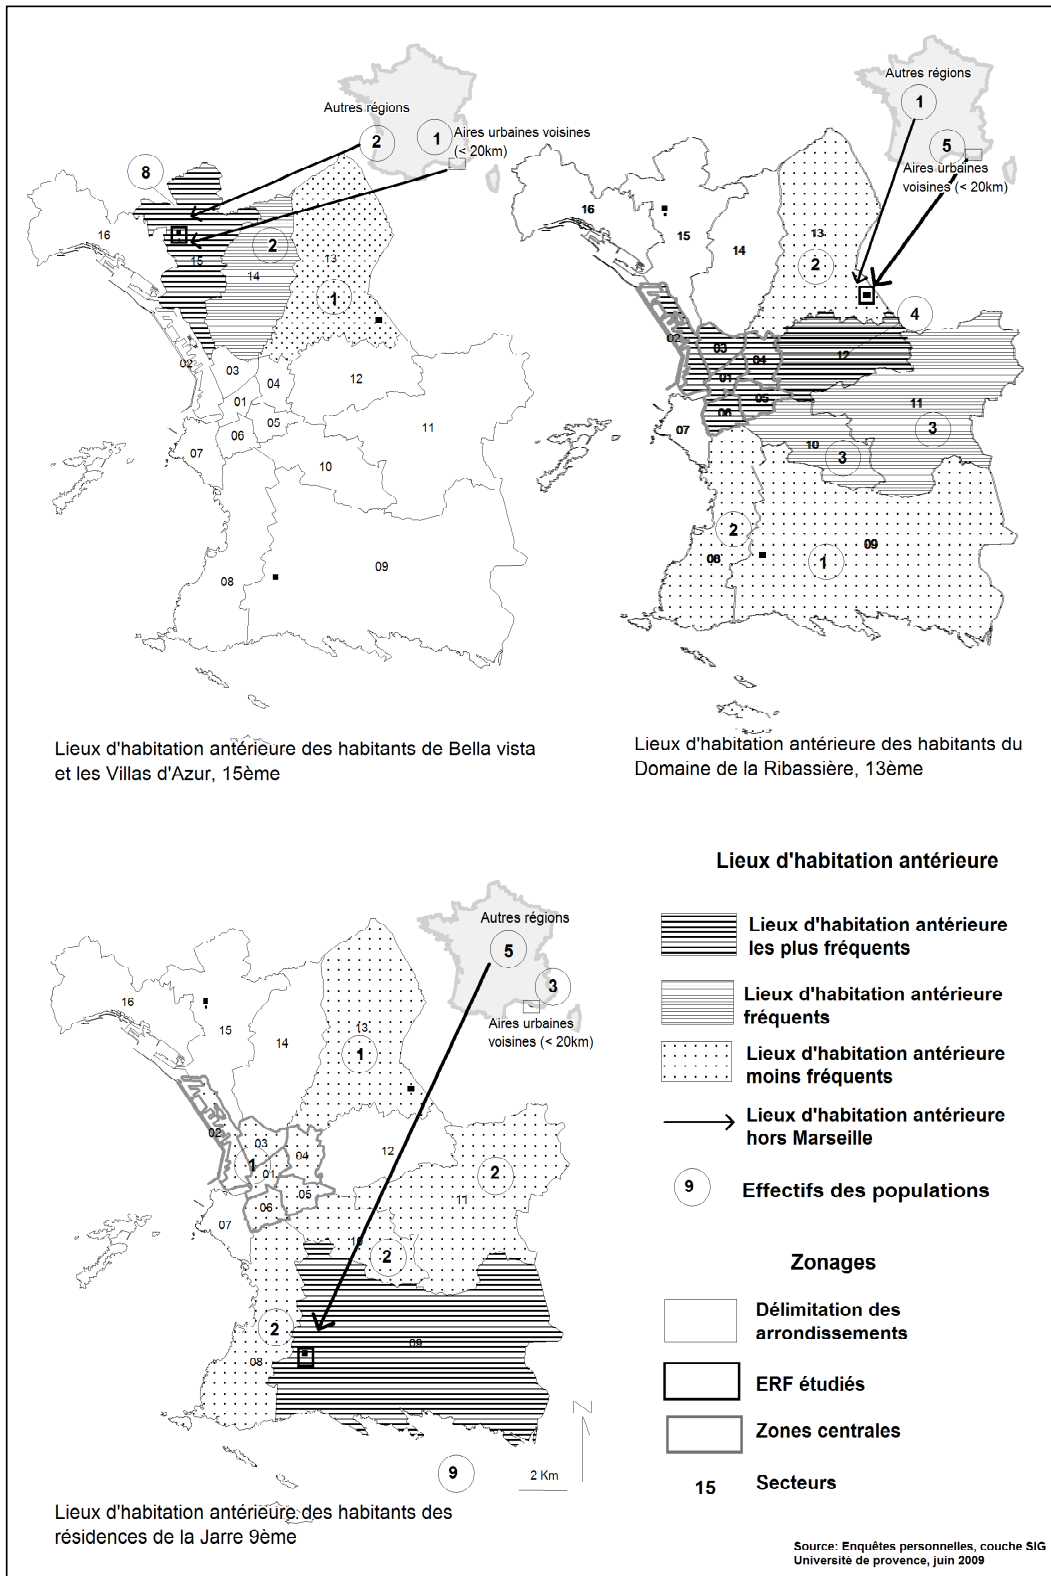 Autres régions
2
1
Aires urbaines voisines
(< 20km)
8
16
15
2
14
13
1
02
03
04
01
05
06
07
12
11
10
08
09
Lieux d'habitation antérieure des habitants de Bella vista
et les Villas d'Azur, 15ème
Autres régions
1
5
Aires urbaines
voisines (< 20km)
16
15
14
13
2
4
02
03
04
01
05
06
07
12
11
3
10
3
2
08
09
1
Lieux d'habitation antérieure des habitants du
Domaine de la Ribassière, 13ème
Autres régions
5
3
Aires urbaines
voisines (< 20km)
16
15
14
13
1
02
03
04
1
01
05
06
07
12
2
11
10
2
2
08
09
9
N
2 Km
Lieux d'habitation antérieure des habitants des
résidences de la Jarre 9ème
Lieux d'habitation antérieure
Lieux d'habitation antérieure
les plus fréquents
Lieux d'habitation antérieure
fréquents
Lieux d'habitation antérieure
moins fréquents
Lieux d'habitation antérieure
hors Marseille
9
Effectifs des populations
Zonages
Délimitation des
arrondissements
ERF étudiés
Zones centrales
15
Secteurs
Source: Enquêtes personnelles, couche SIG
Université de provence, juin 2009